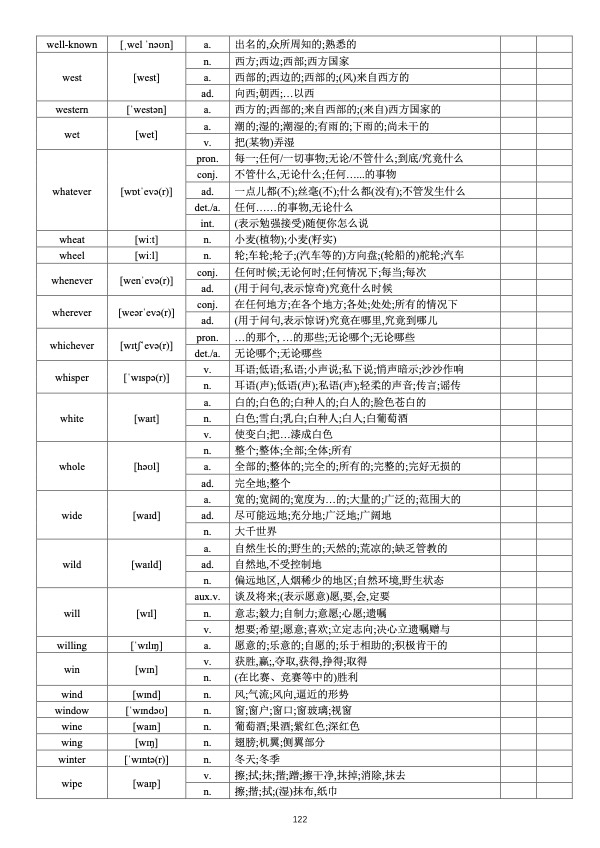 well-known [ˌwel ˈnəʊn] a. 出名的,众所周知的;熟悉的
west [west] n. 西方;西边;西部;西方国家
a. 西部的;西边的;西部的;(风)来自西方的
ad. 向西;朝西;…以西
western [ˈwestən] a. 西方的;西部的;来自西部的;(来自)西方国家的
wet [wet] a. 潮的;湿的;潮湿的;有雨的;下雨的;尚未干的
v. 把(某物)弄湿
whatever [wɒtˈevə(r)] pron. 每一;任何/一切事物;无论/不管什么;到底/究竟什么
conj. 不管什么,无论什么;任何…...的事物
ad. 一点儿都(不);丝毫(不);什么都(没有);不管发生什么
det./a. 任何……的事物,无论什么
int. (表示勉强接受)随便你怎么说
wheat [wi:t] n. 小麦(植物);小麦(籽实)
wheel [wi:l] n. 轮;车轮;轮子;(汽车等的)方向盘;(轮船的)舵轮;汽车
whenever [wenˈevə(r)] conj. 任何时候;无论何时;任何情况下;每当;每次
ad. (用于问句,表示惊奇)究竟什么时候
wherever [weərˈevə(r)] conj. 在任何地方;在各个地方;各处;处处;所有的情况下
ad. (用于问句,表示惊讶)究竟在哪里,究竟到哪儿
whichever [wɪtʃˈevə(r)] pron. …的那个, …的那些;无论哪个;无论哪些
det./a. 无论哪个;无论哪些
whisper [ˈwɪspə(r)] v. 耳语;低语;私语;小声说;私下说;悄声暗示;沙沙作响
n. 耳语(声);低语(声);私语(声);轻柔的声音;传言;谣传
white [waɪt] a. 白的;白色的;白种人的;白人的;脸色苍白的
n. 白色;雪白;乳白;白种人;白人;白葡萄酒
v. 使变白;把…漆成白色
whole [həʊl] n. 整个;整体;全部;全体;所有
a. 全部的;整体的;完全的;所有的;完整的;完好无损的
ad. 完全地;整个
wide [waɪd] a. 宽的;宽阔的;宽度为…的;大量的;广泛的;范围大的
ad. 尽可能远地;充分地;广泛地;广阔地
n. 大千世界
wild [waɪld] a. 自然生长的;野生的;天然的;荒凉的;缺乏管教的
ad. 自然地,不受控制地
n. 偏远地区,人烟稀少的地区;自然环境,野生状态
will [wɪl] aux.v. 谈及将来;(表示愿意)愿,要,会,定要
n. 意志;毅力;自制力;意愿;心愿;遗嘱
v. 想要;希望;愿意;喜欢;立定志向;决心立遗嘱赠与
willing [ˈwɪlɪŋ] a. 愿意的;乐意的;自愿的;乐于相助的;积极肯干的
win [wɪn] v. 获胜,赢;,夺取,获得,挣得;取得
n. (在比赛、竞赛等中的)胜利
wind [wɪnd] n. 风;气流;风向,逼近的形势
window [ˈwɪndəʊ] n. 窗;窗户;窗口;窗玻璃;视窗
wine [waɪn] n. 葡萄酒;果酒;紫红色;深红色
wing [wɪŋ] n. 翅膀;机翼;侧翼部分
winter [ˈwɪntə(r)] n. 冬天;冬季
wipe [waɪp] v. 擦;拭;抹;揩;蹭;擦干净,抹掉;消除,抹去
n. 擦;揩;拭;(湿)抹布,纸巾
122